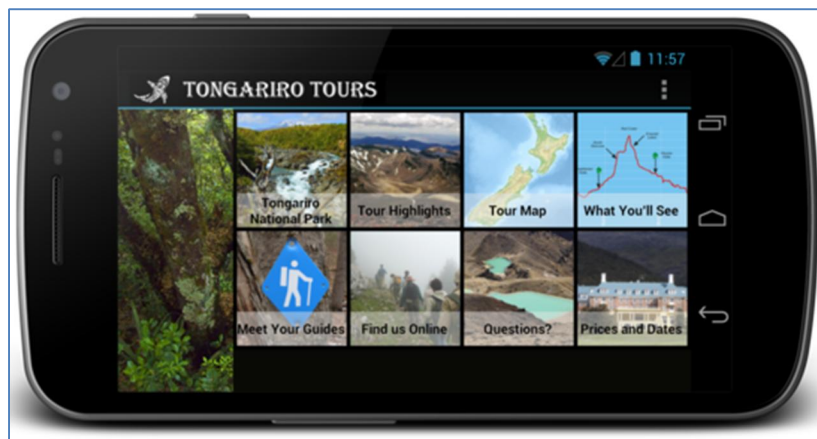 11:57
TONGARIRO TOURS
Tongariro
National Park
Tour Highlights
Tour Map
What You'll See
Meet Your Guides
Find us Online
Questions?
Prices and Dates